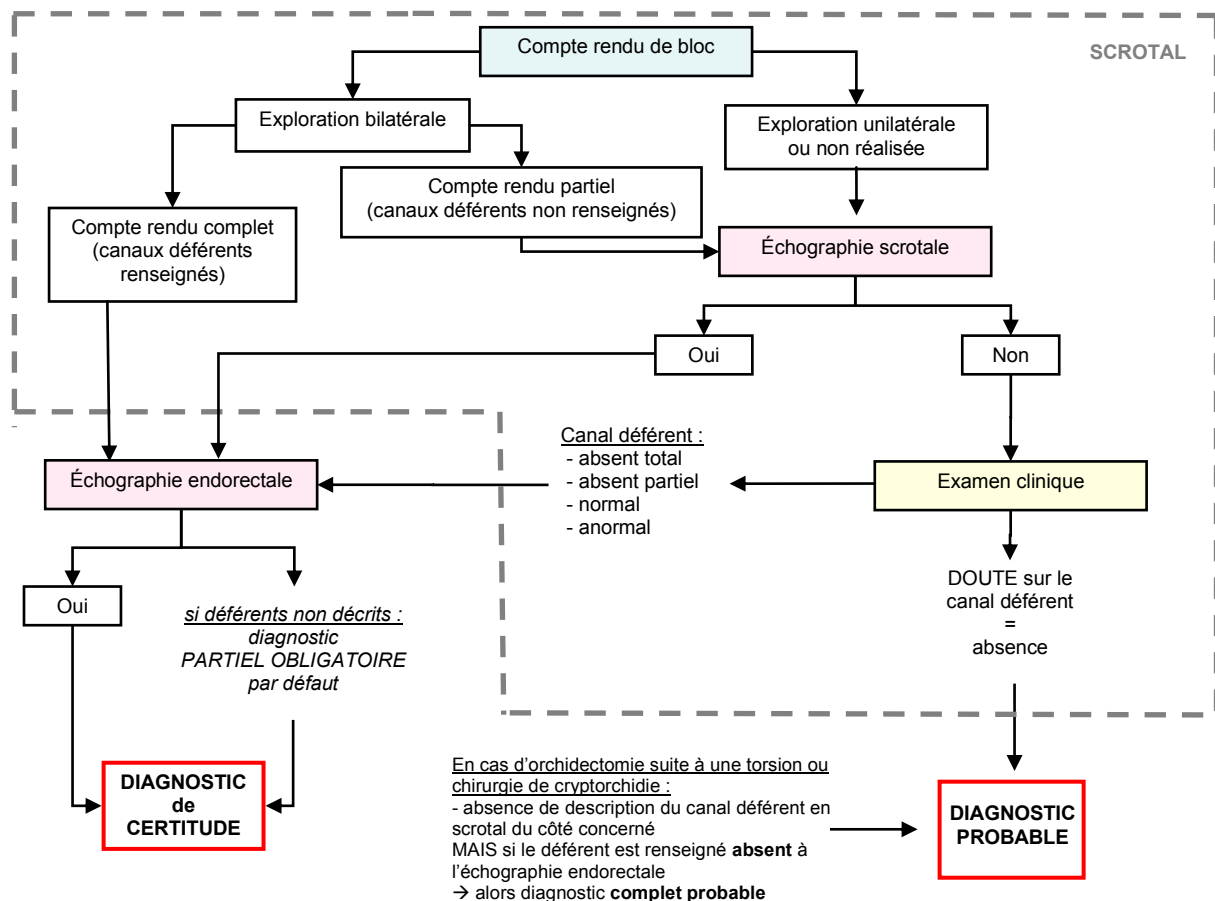 Compte rendu de bloc
SCROTAL
Exploration bilatérale
Exploration unilatérale
ou non réalisée
Compte rendu partiel
(canaux déférents non renseignés)
Compte rendu complet
(canaux déférents
renseignés)
Échographie scrotale
Oui
Non
Canal déférent :
- absent total
- absent partiel
- normal
- anormal
Échographie endorectale
Examen clinique
Oui
si déférents non décrits :
diagnostic
PARTIEL OBLIGATOIRE
par défaut
DOUTE sur le
canal déférent
=
absence
DIAGNOSTIC
de
CERTITUDE
En cas d'orchidectomie suite à une torsion ou
chirurgie de cryptorchidie :
- absence de description du canal déférent en
scrotal du côté concerné
MAIS si le déférent est renseigné absent à
l'échographie endorectale
→ alors diagnostic complet probable
DIAGNOSTIC
PROBABLE